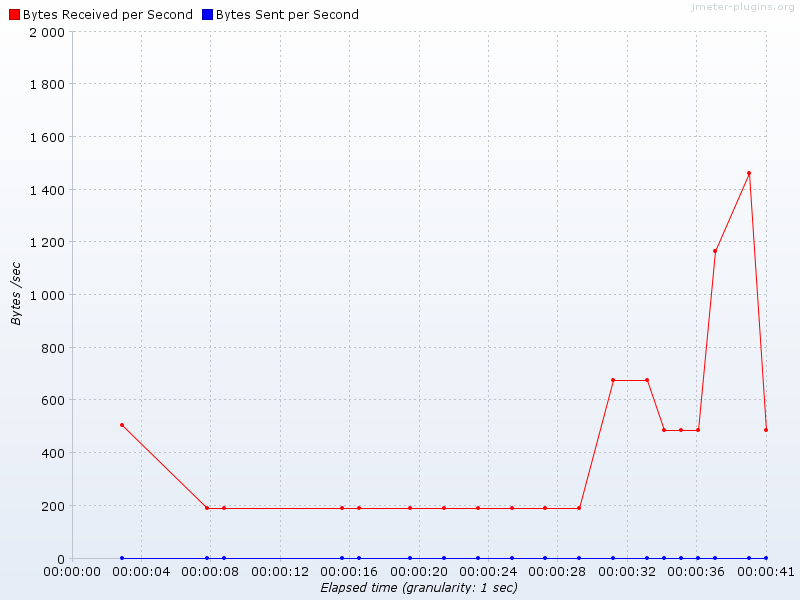 jmeter-plugins.org
Bytes Received per Second Bytes Sent per Second
2 000
1 800
1 600
1 400
1 200
1 000
800
600
400
200
0
Bytes /sec
00:00:00 00:00:04 00:00:08 00:00:12 00:00:16 00:00:20 00:00:24 00:00:28 00:00:32 00:00:36 00:00:41
Elapsed time (granularity: 1 sec)